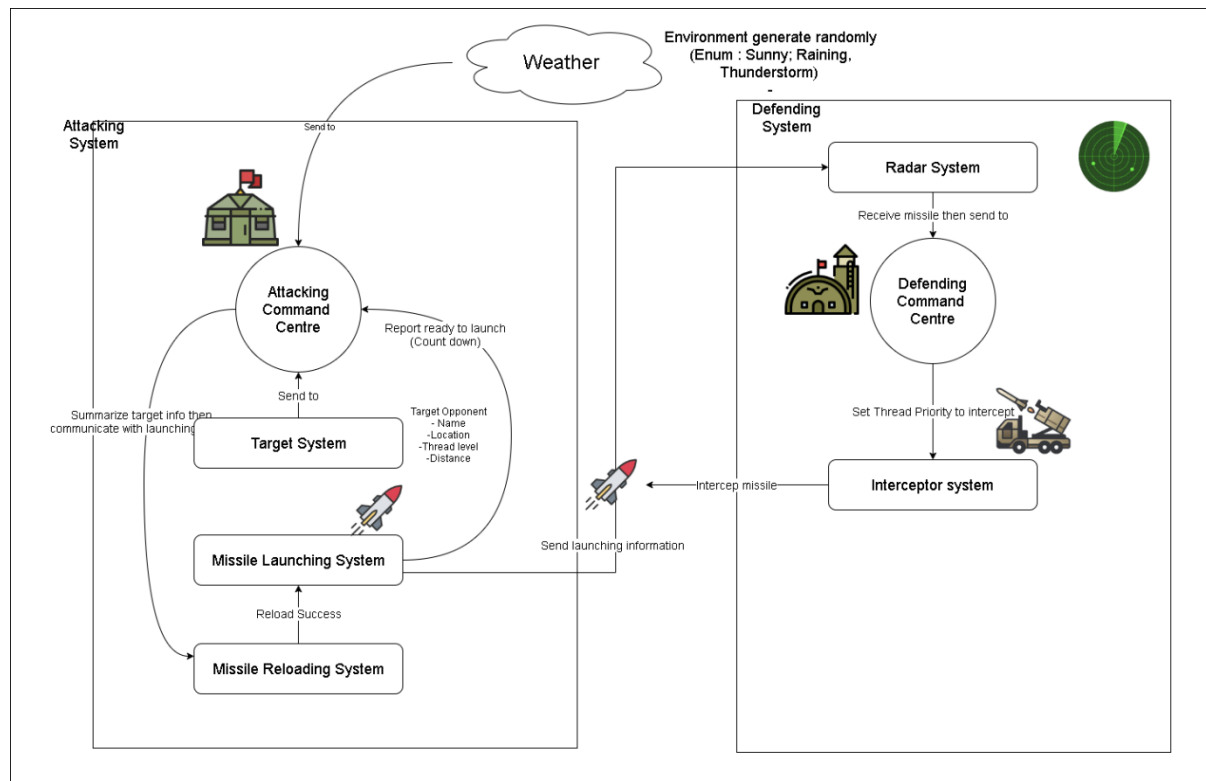 Weather
Environment generate randomly
(Enum : Sunny; Raining,
Thunderstorm)
-
Defending
System
Attacking
System
Send to
Radar System
Receive missile then send to
Defending
Command
Centre
Attacking
Command
Centre
Report ready to launch
(Count down)
Send to
Summarize target info then
communicate with launching
Target System
Target Opponent
- Name
-Location
-Thread level
-Distance
Set Thread Priority to intercept
Interceptor system
Intercep missile
Send launching information
Missile Launching System
Reload Success
Missile Reloading System